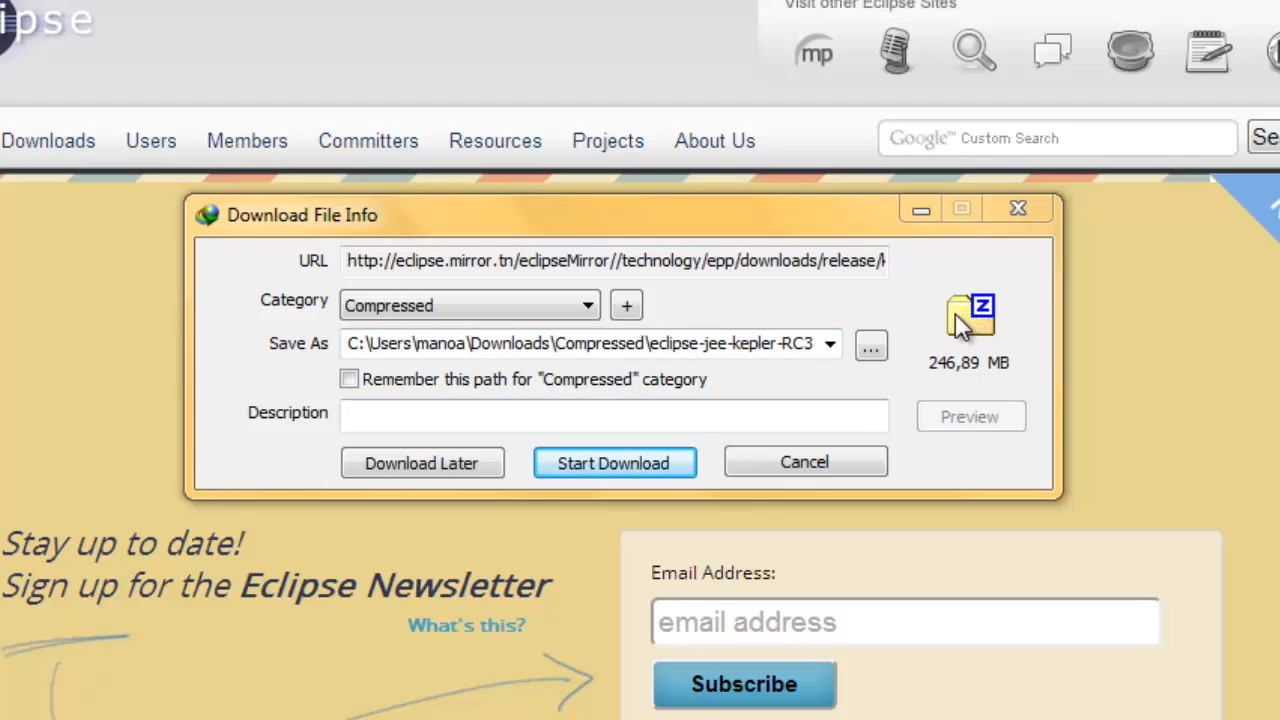 ipse
Visit other Eclipse Sites
mp
Downloads Users Members Committers Resources Projects About Us
Google™ Custom Search
Se
Download File Info
URL http://eclipse.mirror.tn/eclipseMirror//technology/epp/downloads/release/k
Category Compressed +
Save As C:\Users\manoa\Downloads\Compressed\eclipse-jee-kepler-RC3 ...
Z
246,89 MB
Remember this path for "Compressed" category
Description
Preview
Download Later Start Download Cancel
Stay up to date!
Sign up for the Eclipse Newsletter
What's this?
Email Address:
email address
Subscribe